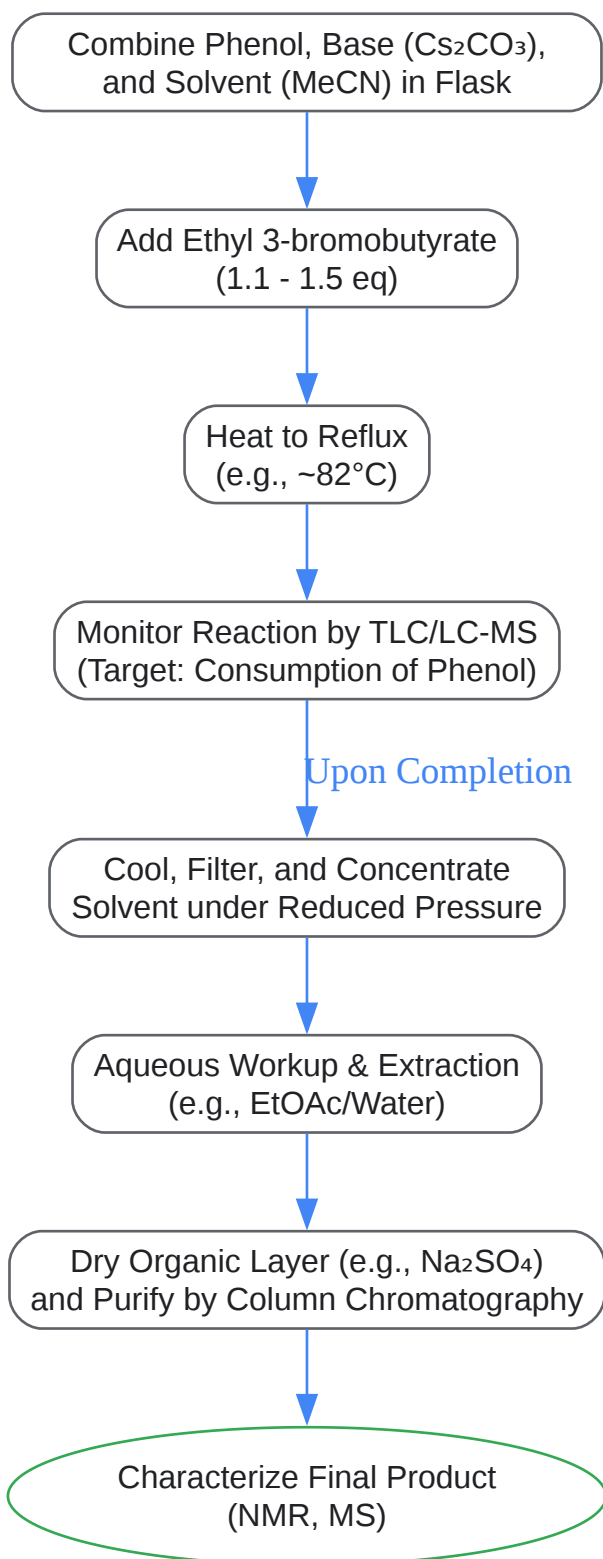 Combine Phenol, Base (Cs₂CO₃),
and Solvent (MeCN) in Flask
Add Ethyl 3-bromobutyrate
(1.1 - 1.5 eq)
Heat to Reflux
(e.g., ~82°C)
Monitor Reaction by TLC/LC-MS
(Target: Consumption of Phenol)
Upon Completion
Cool, Filter, and Concentrate
Solvent under Reduced Pressure
Aqueous Workup & Extraction
(e.g., EtOAc/Water)
Dry Organic Layer (e.g., Na₂SO₄)
and Purify by Column Chromatography
Characterize Final Product
(NMR, MS)